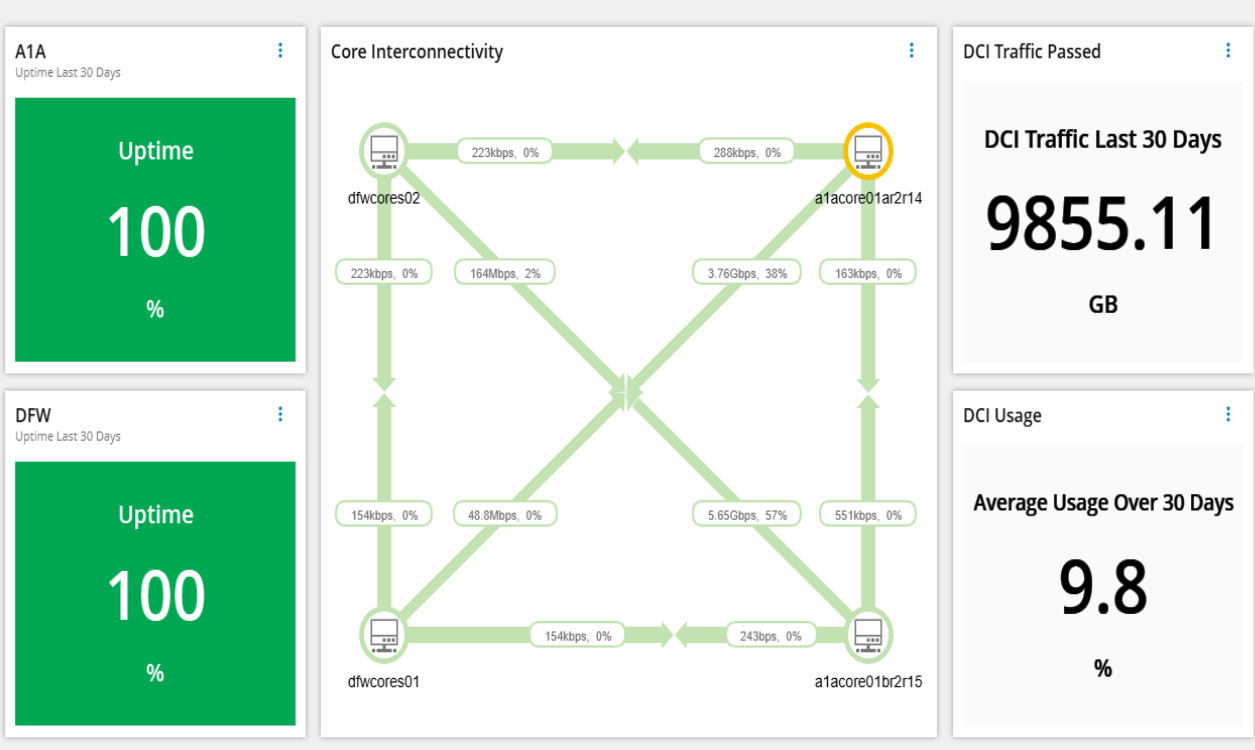 A1A
Uptime Last 30 Days
Uptime
100
%
DFW
Uptime Last 30 Days
Uptime
100
%
Core Interconnectivity
223kbps, 0%
288kbps, 0%
dfwcores02
a1acore01ar2r14
223kbps, 0%
164Mbps, 2%
3.76Gbps, 38%
163kbps, 0%
154kbps, 0%
48.8Mbps, 0%
5.65Gbps, 57%
551kbps, 0%
154kbps, 0%
243bps, 0%
dfwcores01
a1acore01br2r15
DCI Traffic Passed
DCI Traffic Last 30 Days
9855.11
GB
DCI Usage
Average Usage Over 30 Days
9.8
%